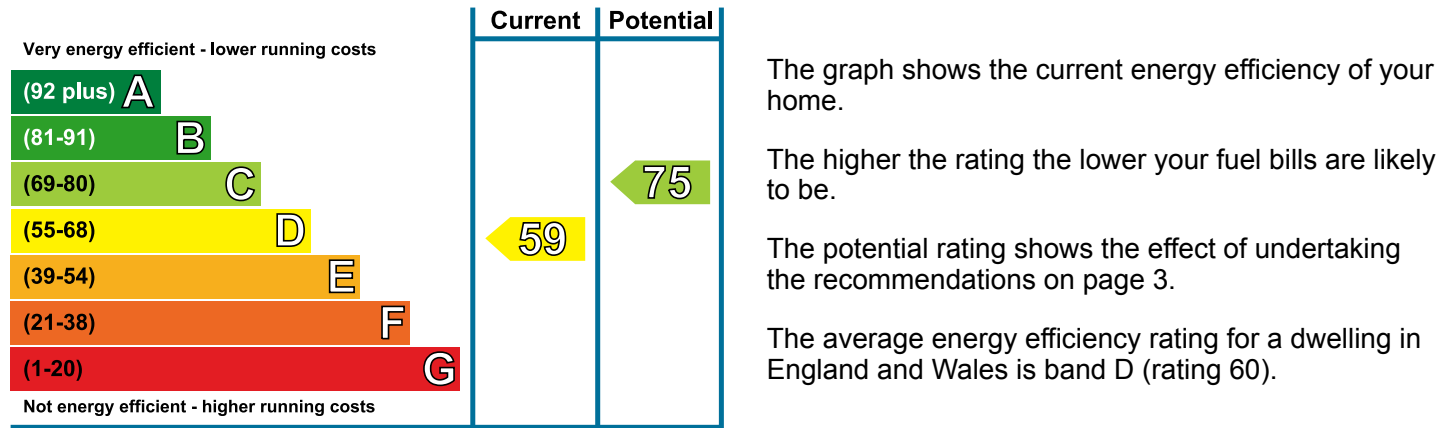 Current Potential
Very energy efficient - lower running costs
(92 plus) A
(81-91) B
(69-80) C
75
(55-68) D
59
(39-54) E
(21-38) F
(1-20) G
Not energy efficient - higher running costs
The graph shows the current energy efficiency of your
home.
The higher the rating the lower your fuel bills are likely
to be.
The potential rating shows the effect of undertaking
the recommendations on page 3.
The average energy efficiency rating for a dwelling in
England and Wales is band D (rating 60).